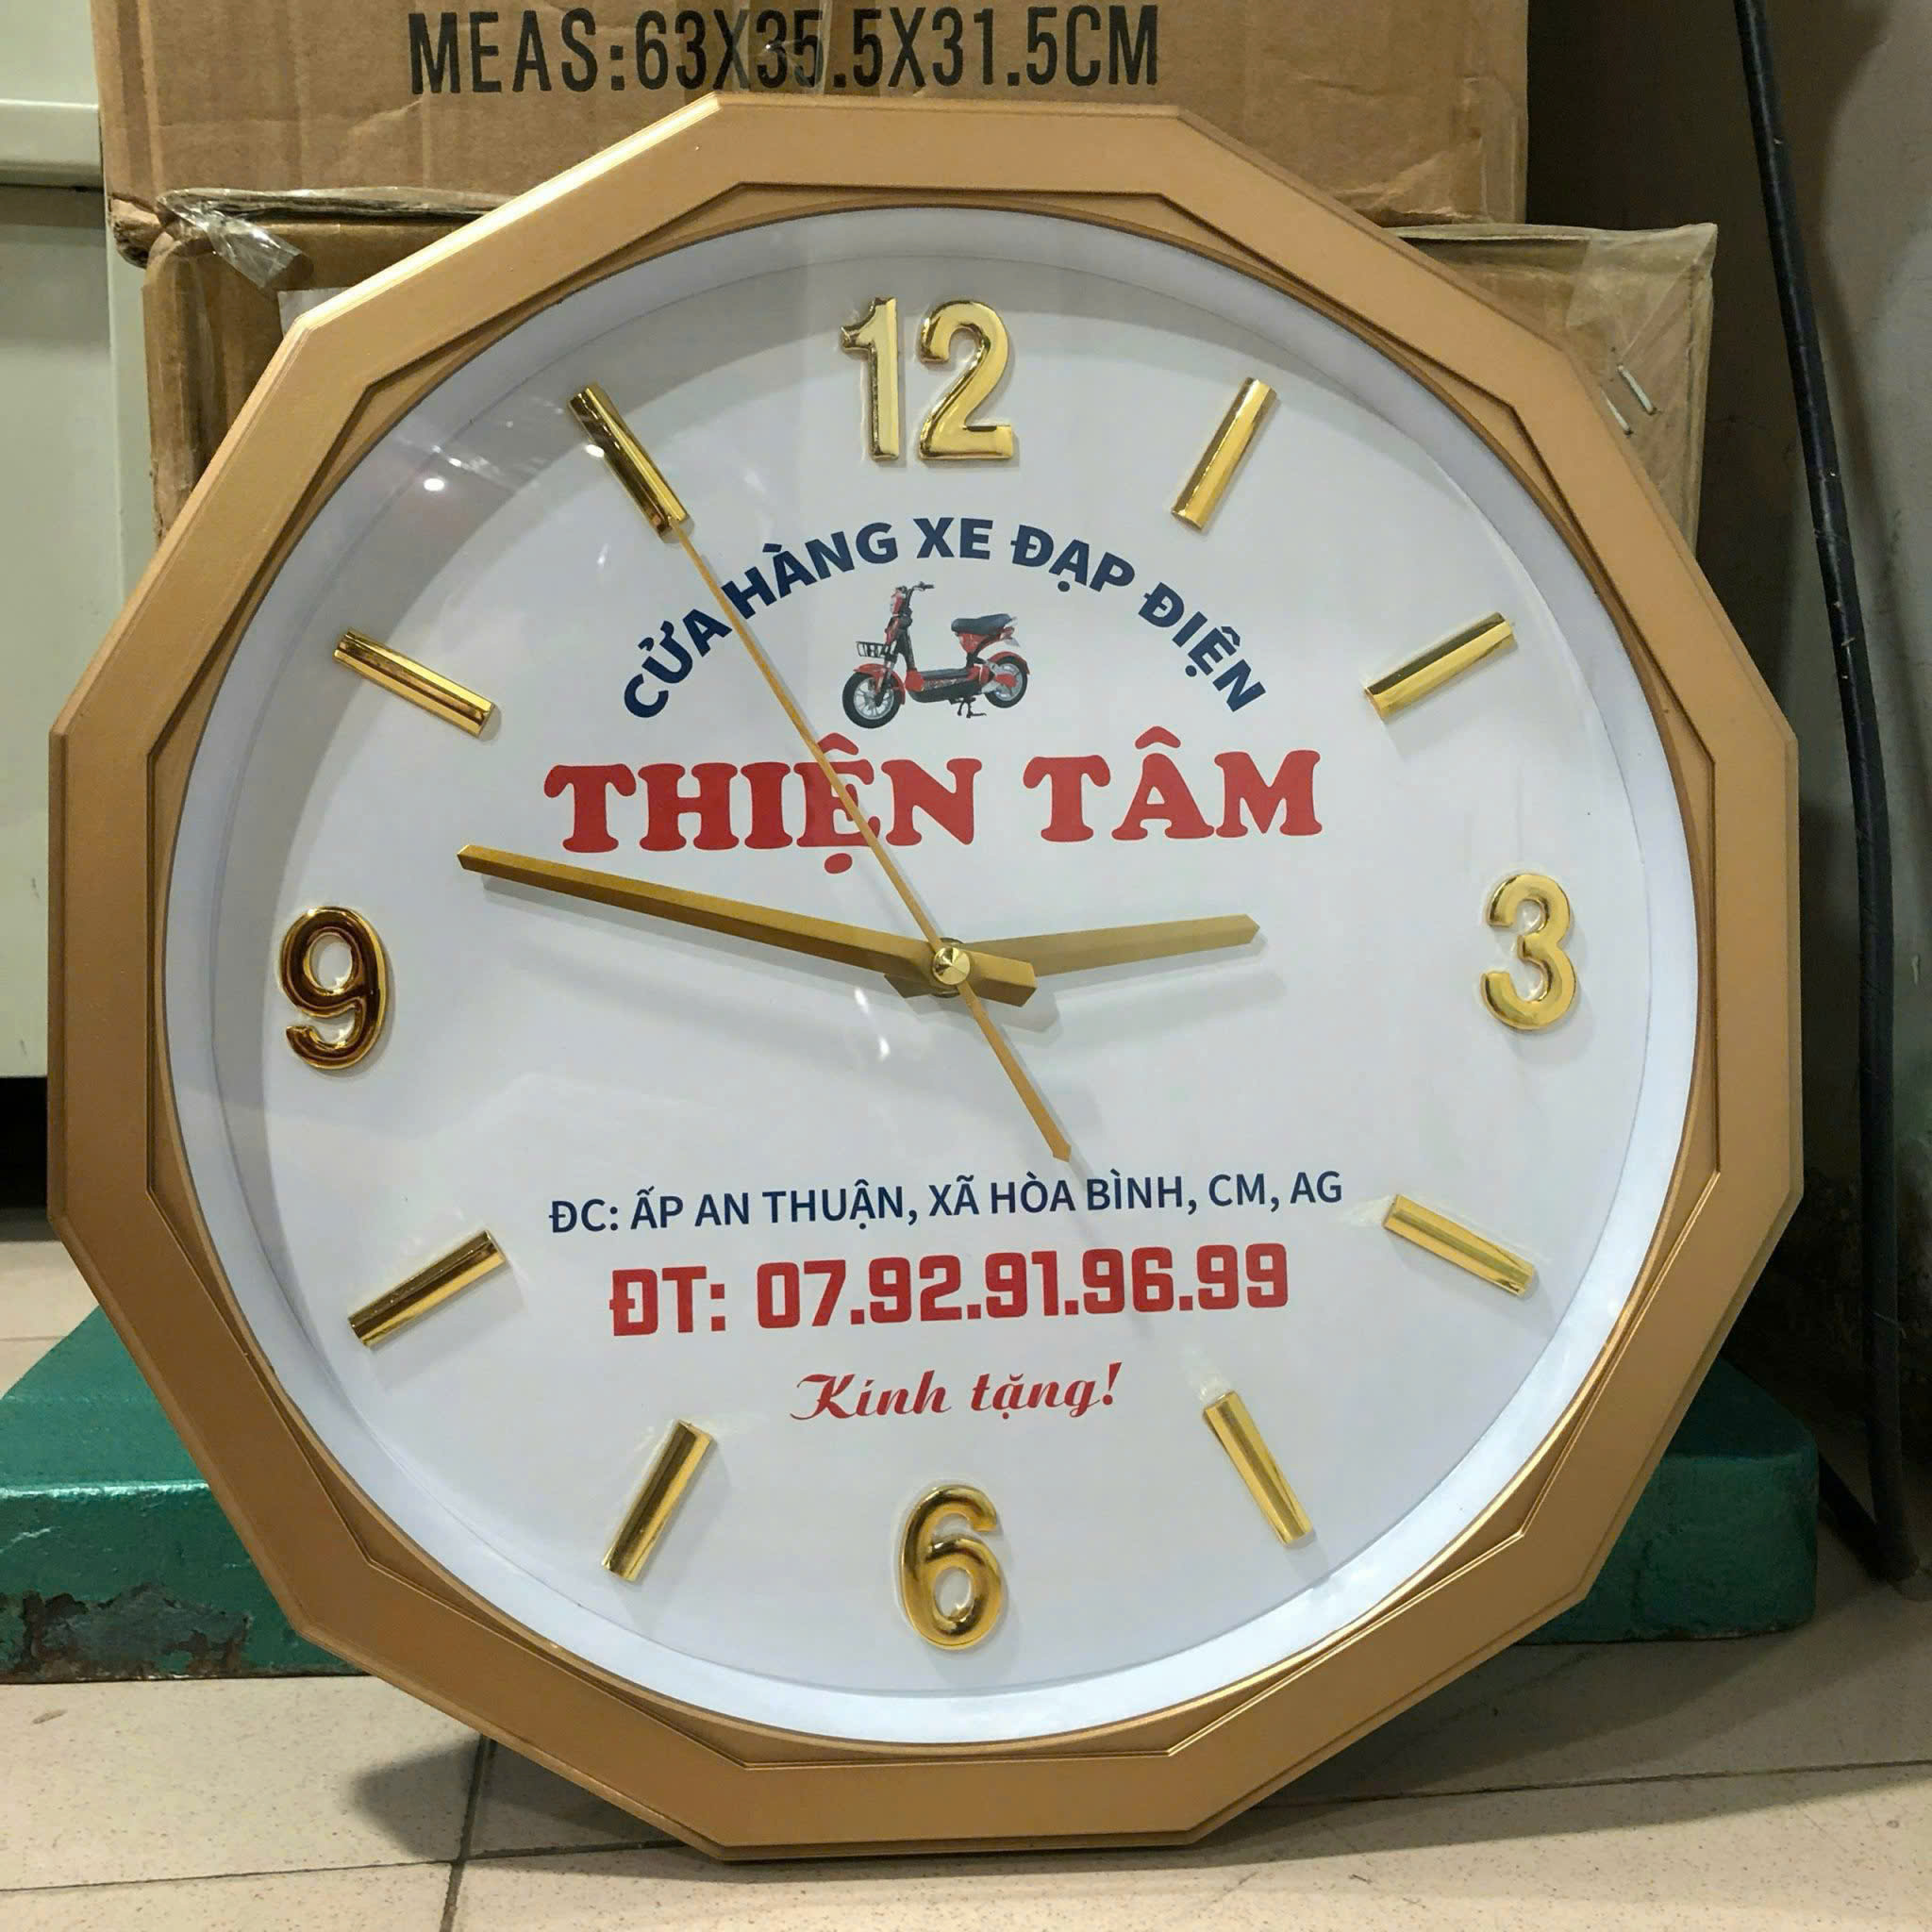 MEAS:63X35.5X31.5CM
12
CỬA HÀNG XE ĐẠP ĐIỆN
THIỆN TÂM
9
3
ĐC: ẤP AN THUẬN, XÃ HÒA BÌNH, CM, AG
ĐT: 07.92.91.96.99
Kính tặng!
6